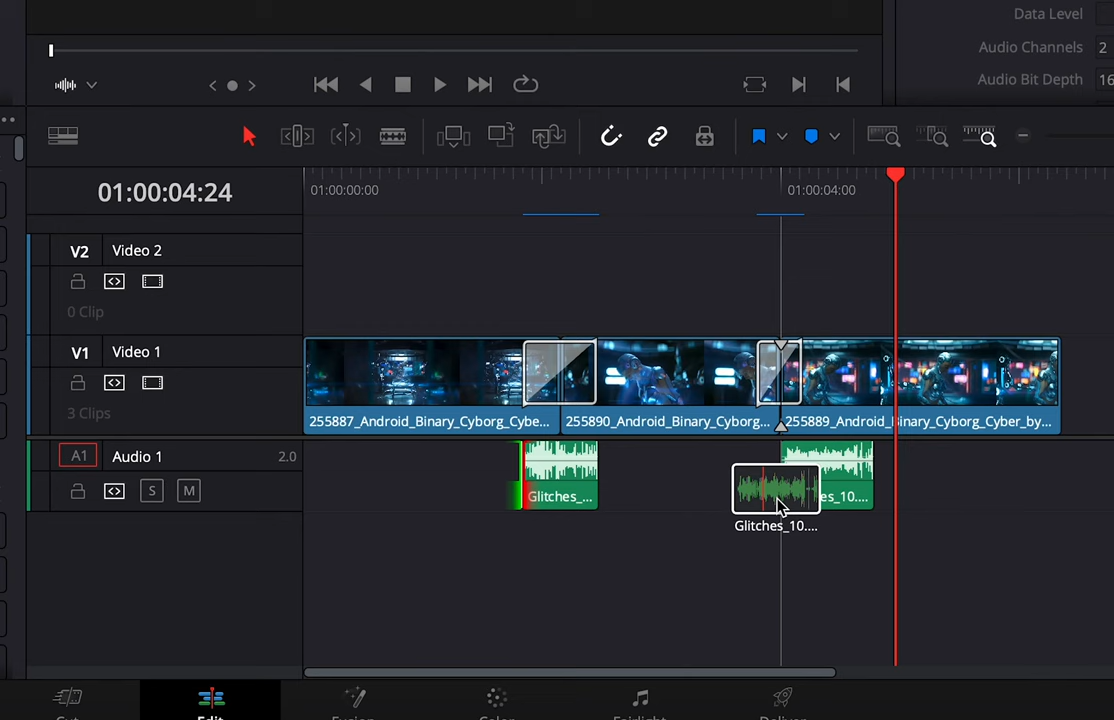 Data Level
Audio Channels 2
Audio Bit Depth 16
01:00:04:24
01:00:00:00
01:00:04:00
V2 Video 2
0 Clip
V1 Video 1
3 Clips
255887_Android_Binary_Cyborg_Cybe...
255890_Android_Binary_Cyborg...
255889_Android_Binary_Cyborg_Cyber_by...
A1 Audio 1 2.0
S M
Glitches_...
es_10....
Glitches_10....
Cut
Edit
Fusion
Color
Fairlight
Deliver